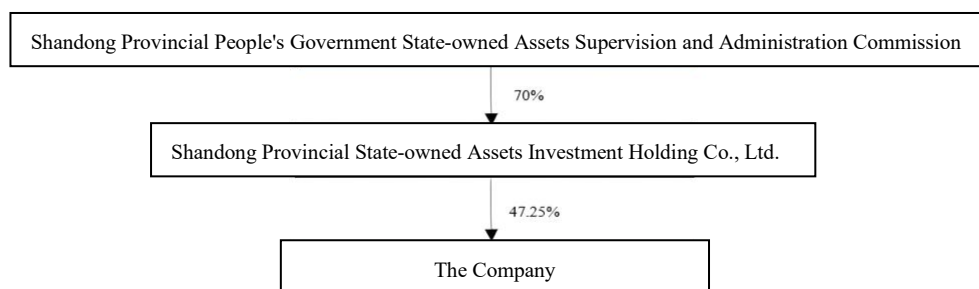 Shandong Provincial People's Government State-owned Assets Supervision and Administration Commission
70%
Shandong Provincial State-owned Assets Investment Holding Co., Ltd.
47.25%
The Company